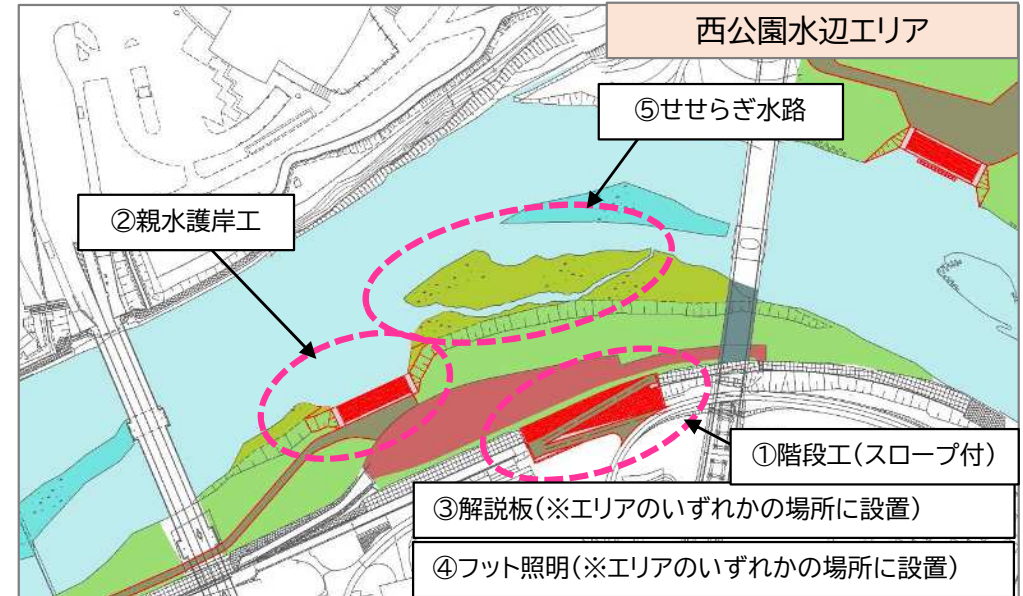 西公園水辺エリア
⑤せせらぎ水路
②親水護岸工
①階段工(スロープ付)
③解説板(※エリアのいずれかの場所に設置)
④フット照明(※エリアのいずれかの場所に設置)